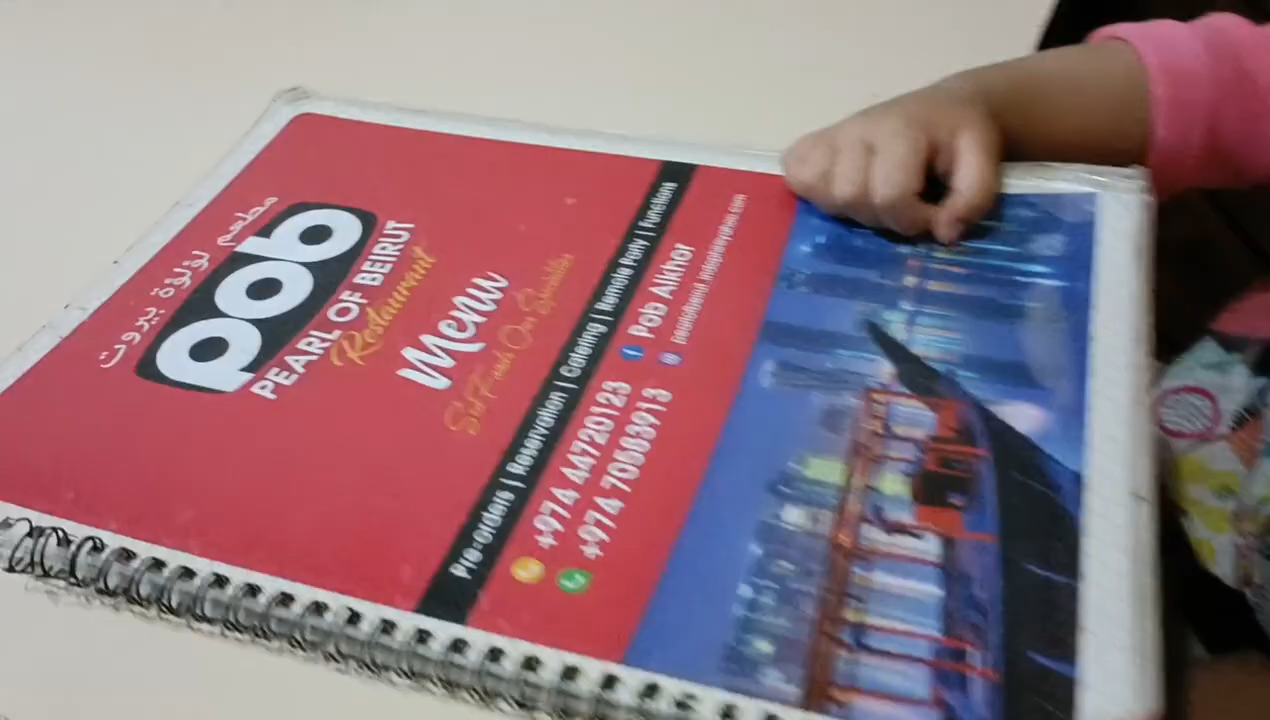 مطعم لؤلؤة بيروت
pob
PEARL OF BEIRUT
Restaurant
Menu
Pre-orders | Reservation | Catering | Remote Party | Functions
+974 44720123
+974 70583913
Pob Alkhor